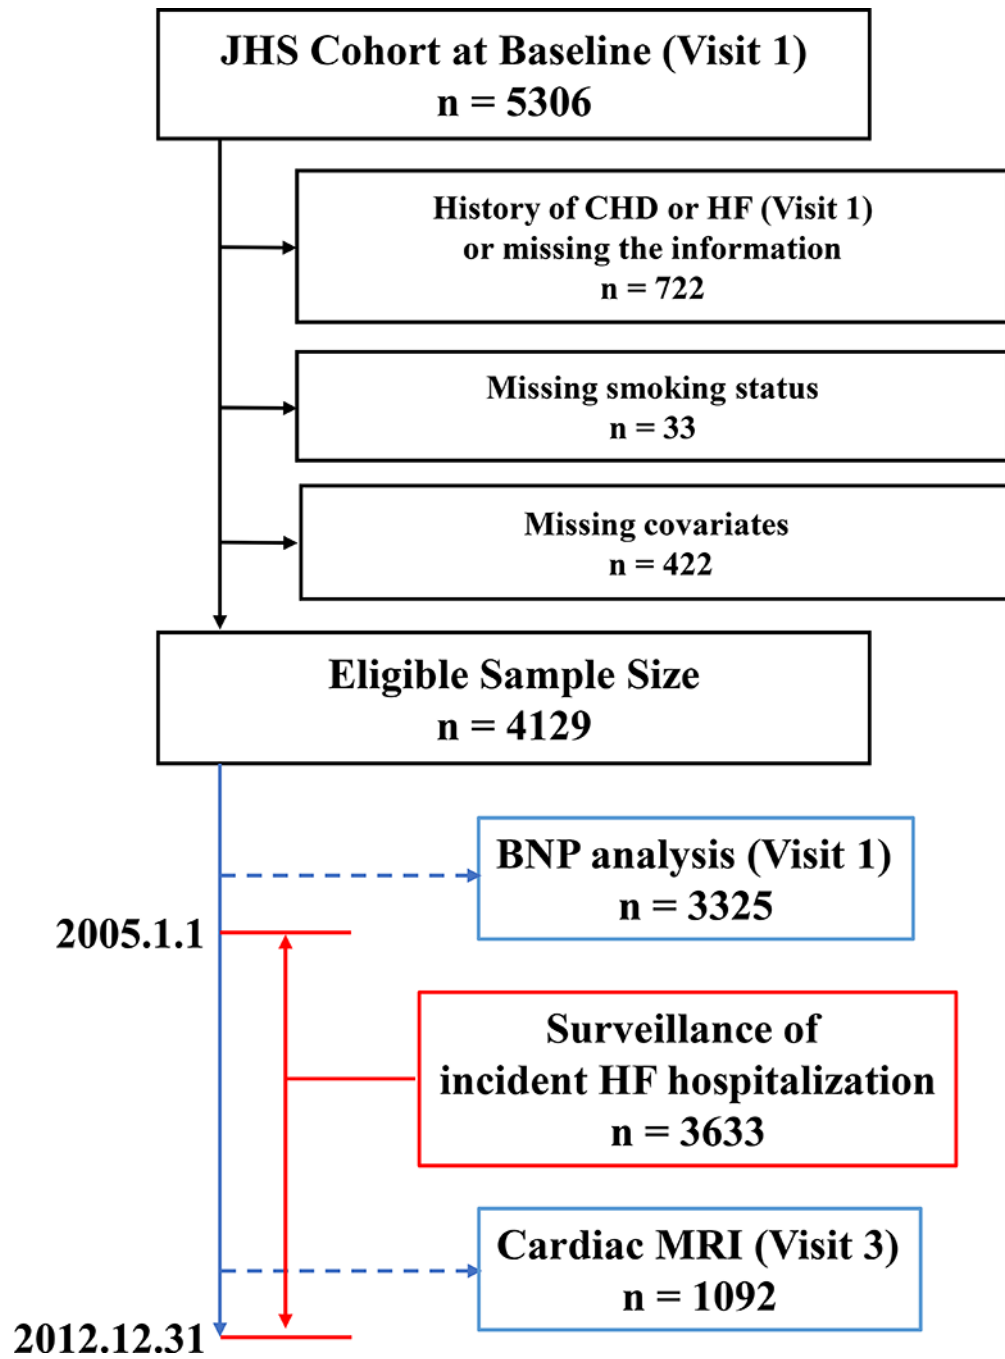 JHS Cohort at Baseline (Visit 1)
n = 5306
History of CHD or HF (Visit 1)
or missing the information
n = 722
Missing smoking status
n = 33
Missing covariates
n = 422
Eligible Sample Size
n = 4129
BNP analysis (Visit 1)
n = 3325
2005.1.1
Surveillance of
incident HF hospitalization
n = 3633
Cardiac MRI (Visit 3)
n = 1092
2012.12.31